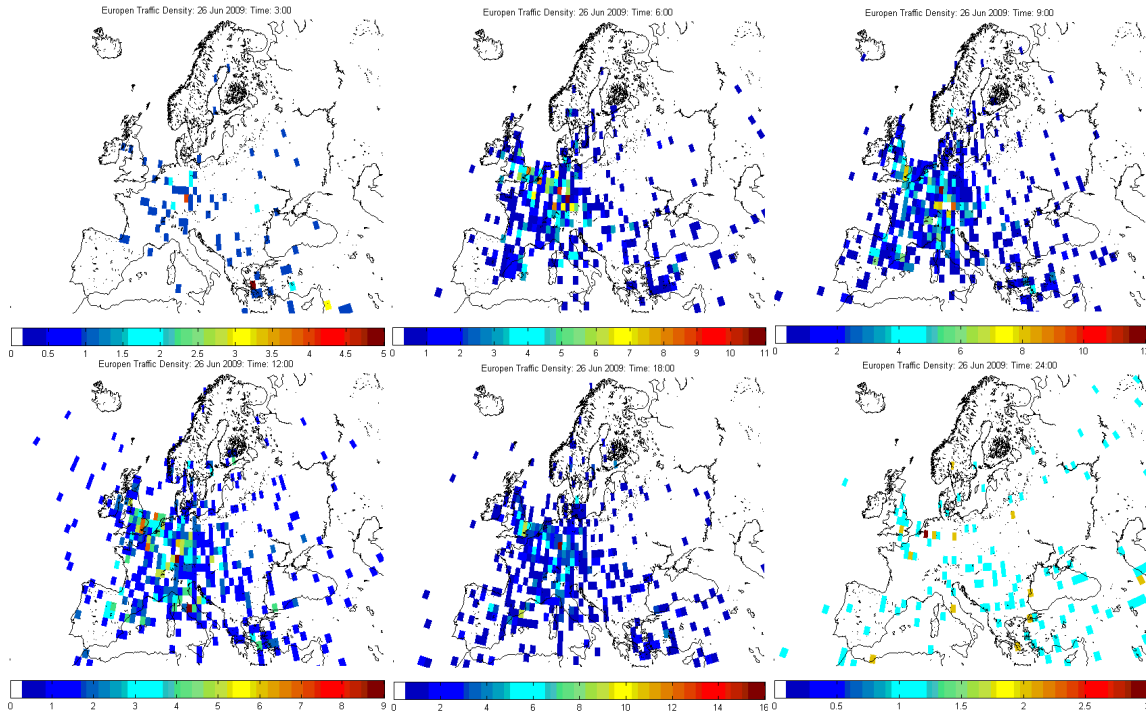 Europen Traffic Density: 26 Jun 2009: Time: 3:00
Europen Traffic Density: 26 Jun 2009: Time: 6:00
Europen Traffic Density: 26 Jun 2009: Time: 9:00
0 0.5 1 1.5 2 2.5 3 3.5 4 4.5 5
1 2 3 4 5 6 7 8 9 10 11
0 2 4 6 8 10
Europen Traffic Density: 26 Jun 2009: Time: 12:00
Europen Traffic Density: 26 Jun 2009: Time: 18:00
Europen Traffic Density: 26 Jun 2009: Time: 24:00
0 1 2 3 4 5 6 7 8 9
0 2 4 6 8 10 12 14 16
0 0.5 1 1.5 2 2.5